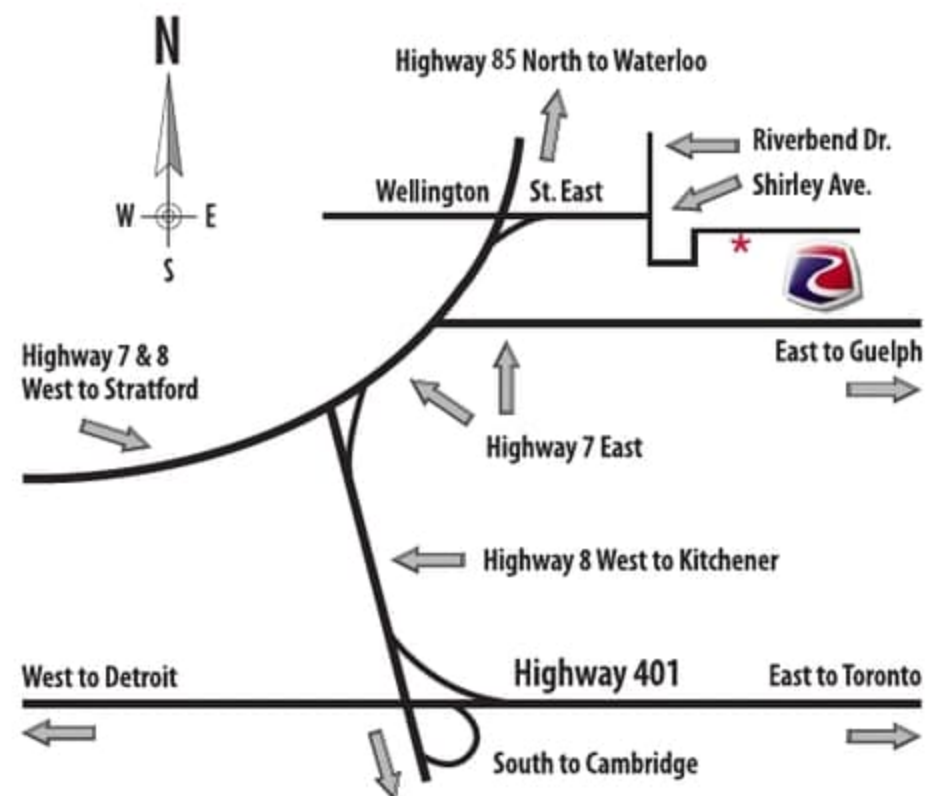 N
Highway 85 North to Waterloo
Riverbend Dr.
Wellington St. East
Shirley Ave.
W E
S
*
Highway 7 & 8
West to Stratford
East to Guelph
Highway 7 East
Highway 8 West to Kitchener
West to Detroit
Highway 401
East to Toronto
South to Cambridge